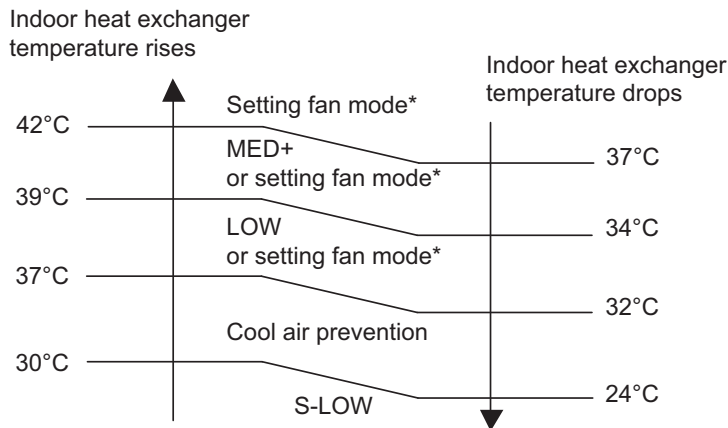 Indoor heat exchanger
temperature rises
Indoor heat exchanger
temperature drops
Setting fan mode*
42°C
MED+
or setting fan mode*
37°C
39°C
LOW
or setting fan mode*
34°C
37°C
32°C
Cool air prevention
30°C
24°C
S-LOW